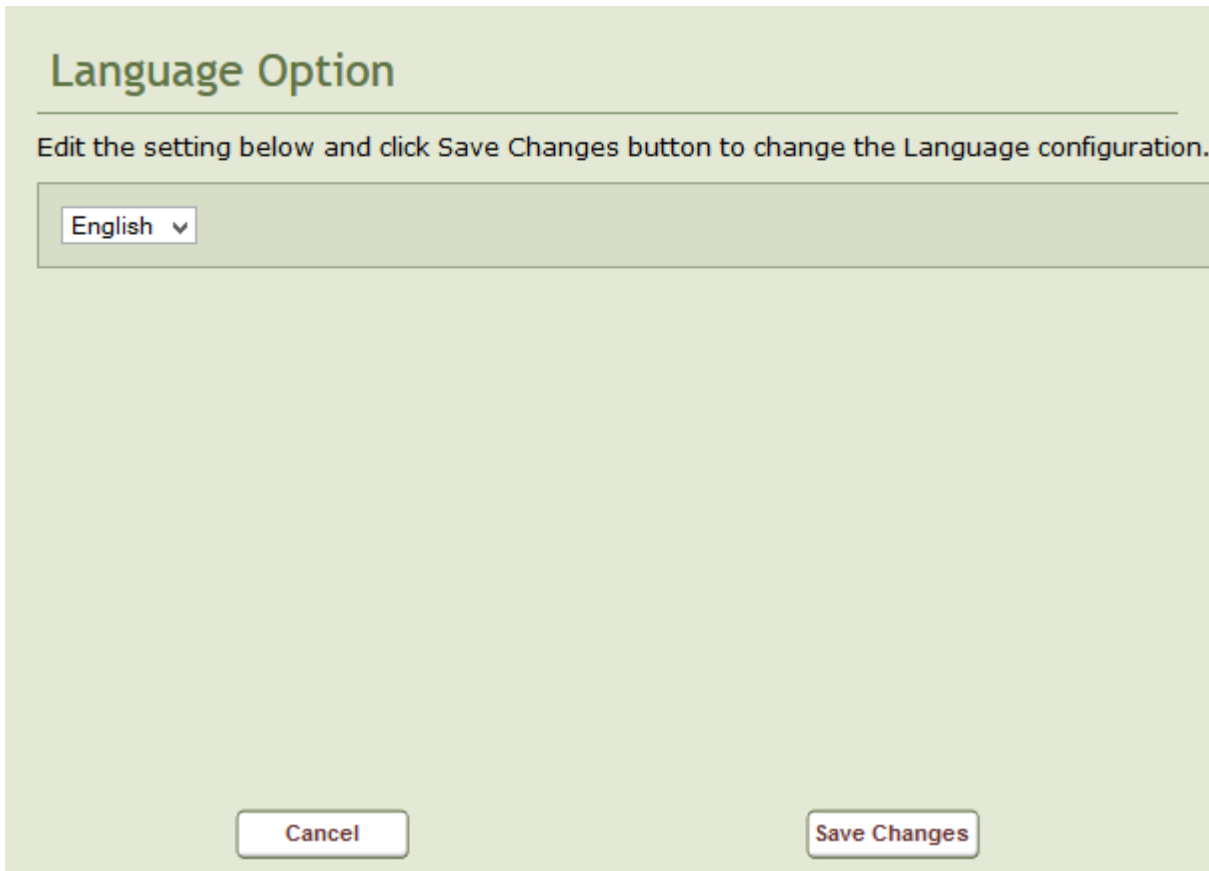 Language Option
Edit the setting below and click Save Changes button to change the Language configuration.
English
Cancel
Save Changes